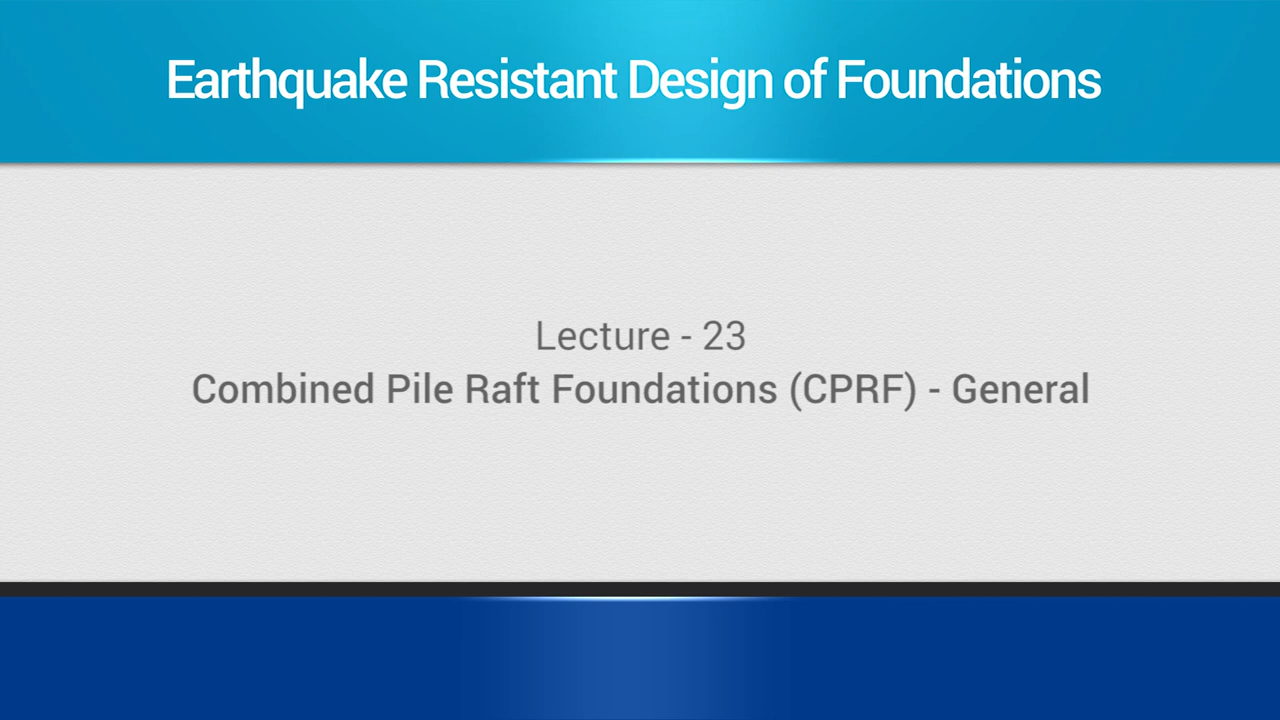 Earthquake Resistant Design of Foundations
Lecture - 23
Combined Pile Raft Foundations (CPRF) - General